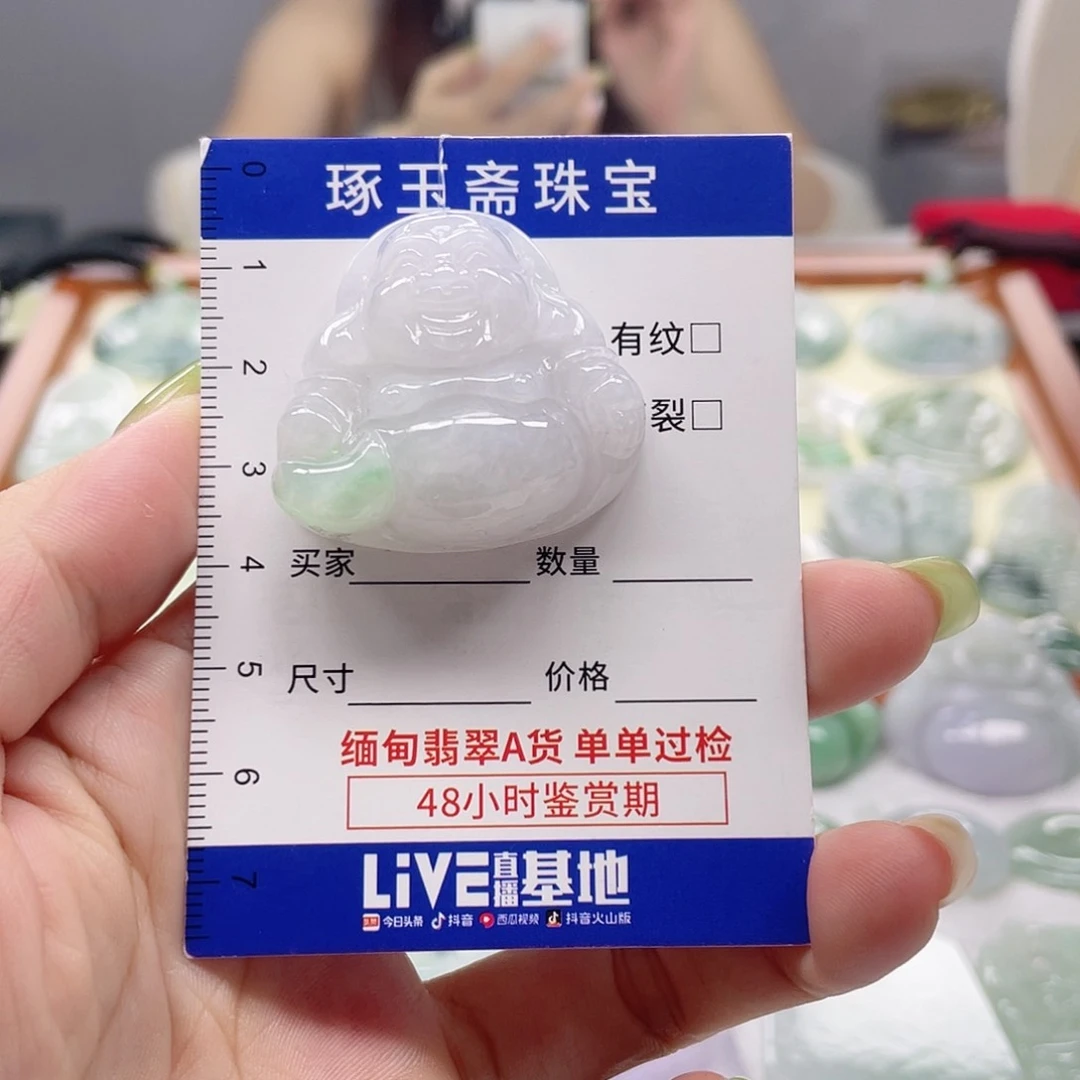 琢玉斋珠宝
0
1
有纹□
2
裂□
3
买家 数量
4
尺寸 价格
5
缅甸翡翠A货 单单过检
6
48小时鉴赏期
LiVE直播基地
7
今日头条 抖音 西瓜视频 抖音火山版